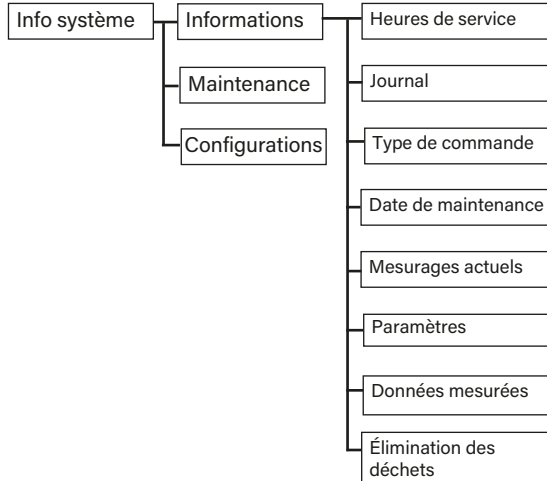 Info système
Informations
Heures de service
Maintenance
Journal
Configurations
Type de commande
Date de maintenance
Mesurages actuels
Paramètres
Données mesurées
Élimination des
déchets